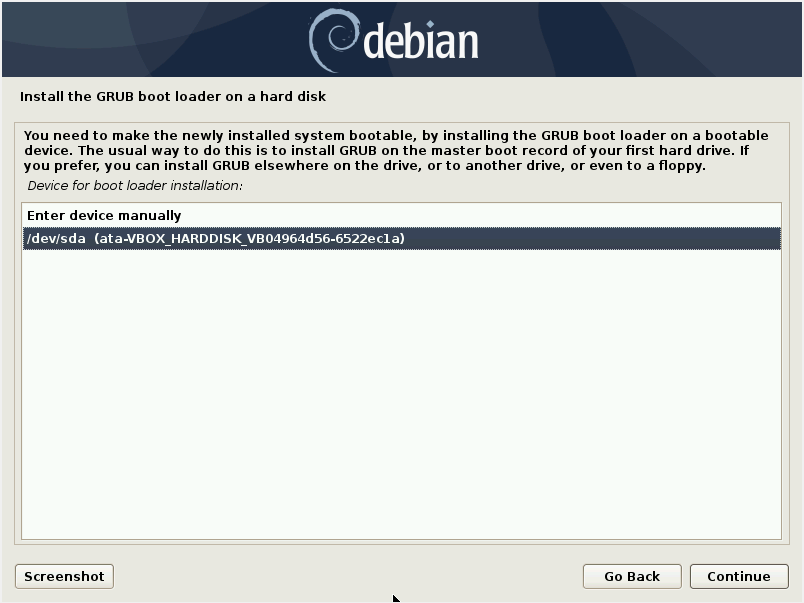 debian
Install the GRUB boot loader on a hard disk
You need to make the newly installed system bootable, by installing the GRUB boot loader on a bootable
device. The usual way to do this is to install GRUB on the master boot record of your first hard drive. If
you prefer, you can install GRUB elsewhere on the drive, or to another drive, or even to a floppy.
Device for boot loader installation:
Enter device manually
/dev/sda  (ata-VBOX_HARDDISK_VB04964d56-6522ec1a)
Screenshot
Go Back
Continue